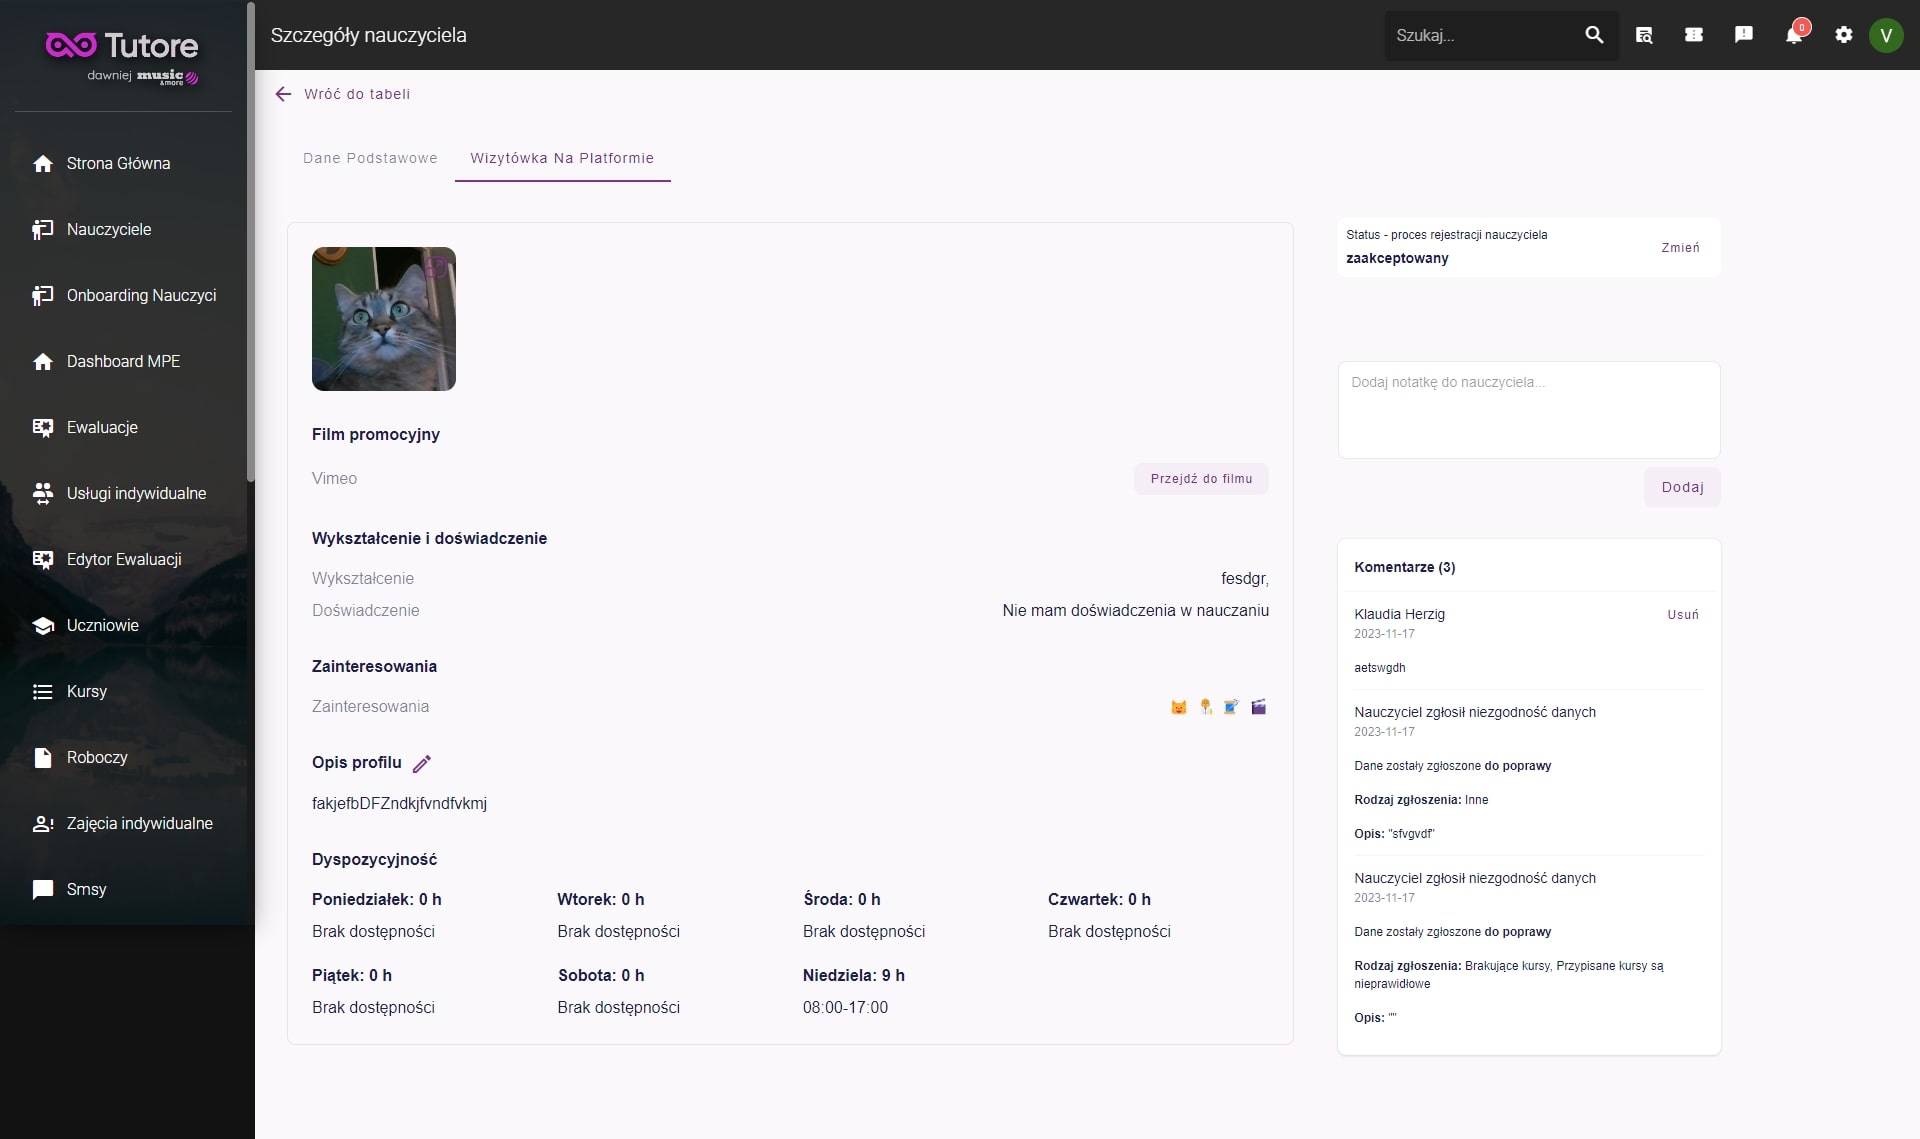 Tutore
dawniej music
&more
Strona Główna
Nauczyciele
Onboarding Nauczyci
Dashboard MPE
Ewaluacje
Usługi indywidualne
Edytor Ewaluacji
Uczniowie
Kursy
Roboczy
Zajęcia indywidualne
Smsy
Szczegóły nauczyciela
Szukaj...
0
V
Wróć do tabeli
Dane Podstawowe
Wizytówka Na Platformie
Film promocyjny
Vimeo
Przejdź do filmu
Wykształcenie i doświadczenie
Wykształcenie
fesdgr,
Doświadczenie
Nie mam doświadczenia w nauczaniu
Zainteresowania
Zainteresowania
Opis profilu
fakjefbDFZndkjfvndfvkmj
Dyspozycyjność
Poniedziałek: 0 h
Brak dostępności
Wtorek: 0 h
Brak dostępności
Środa: 0 h
Brak dostępności
Czwartek: 0 h
Brak dostępności
Piątek: 0 h
Brak dostępności
Sobota: 0 h
Brak dostępności
Niedziela: 9 h
08:00-17:00
Status - proces rejestracji nauczyciela
zaakceptowany
Zmień
Dodaj notatkę do nauczyciela...
Dodaj
Komentarze (3)
Klaudia Herzig
Usuń
2023-11-17
aetswgdh
Nauczyciel zgłosił niezgodność danych
2023-11-17
Dane zostały zgłoszone do poprawy
Rodzaj zgłoszenia: Inne
Opis: "sfvgvdf"
Nauczyciel zgłosił niezgodność danych
2023-11-17
Dane zostały zgłoszone do poprawy
Rodzaj zgłoszenia: Brakujące kursy, Przypisane kursy są
nieprawidłowe
Opis: ""